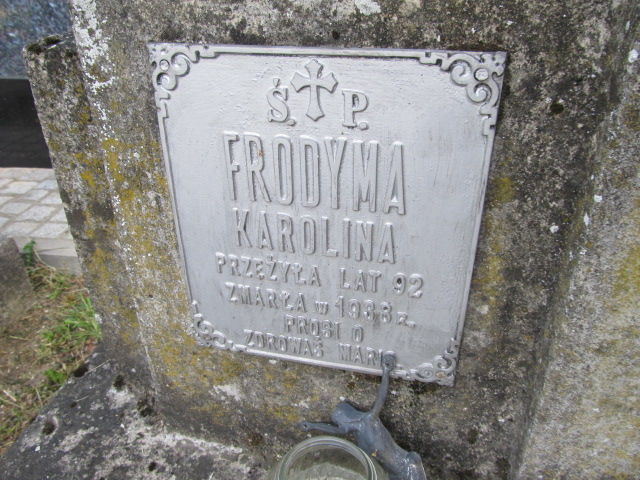 Ś. P.
FRODYMA
KAROLINA
PRZEŻYŁA LAT 92
ZMARŁA w r.
PROSI O
ZDROWAŚ